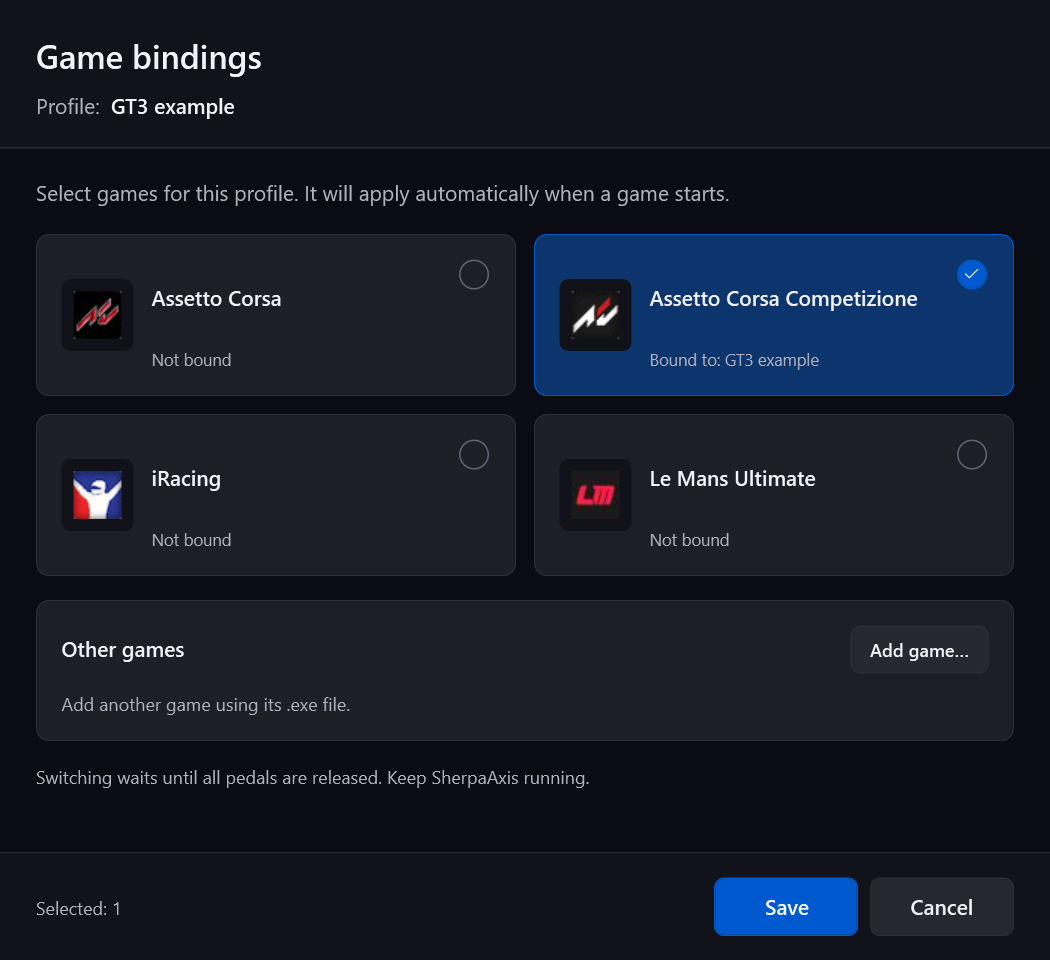 Game bindings
Profile: GT3 example
Select games for this profile. It will apply automatically when a game starts.
Assetto Corsa
Not bound
Assetto Corsa Competizione
Bound to: GT3 example
iRacing
Not bound
LM
Le Mans Ultimate
Not bound
Other games
Add game...
Add another game using its .exe file.
Switching waits until all pedals are released. Keep SherpaAxis running.
Selected: 1
Save
Cancel